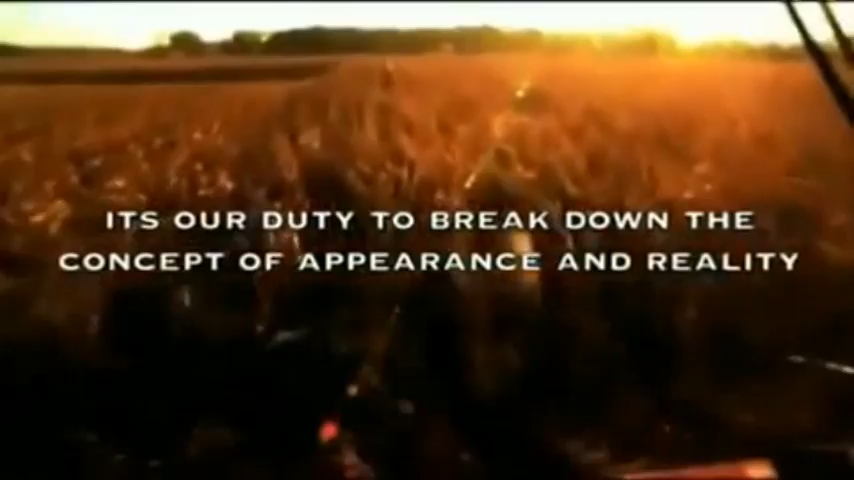 ITS OUR DUTY TO BREAK DOWN THE
CONCEPT OF APPEARANCE AND REALITY